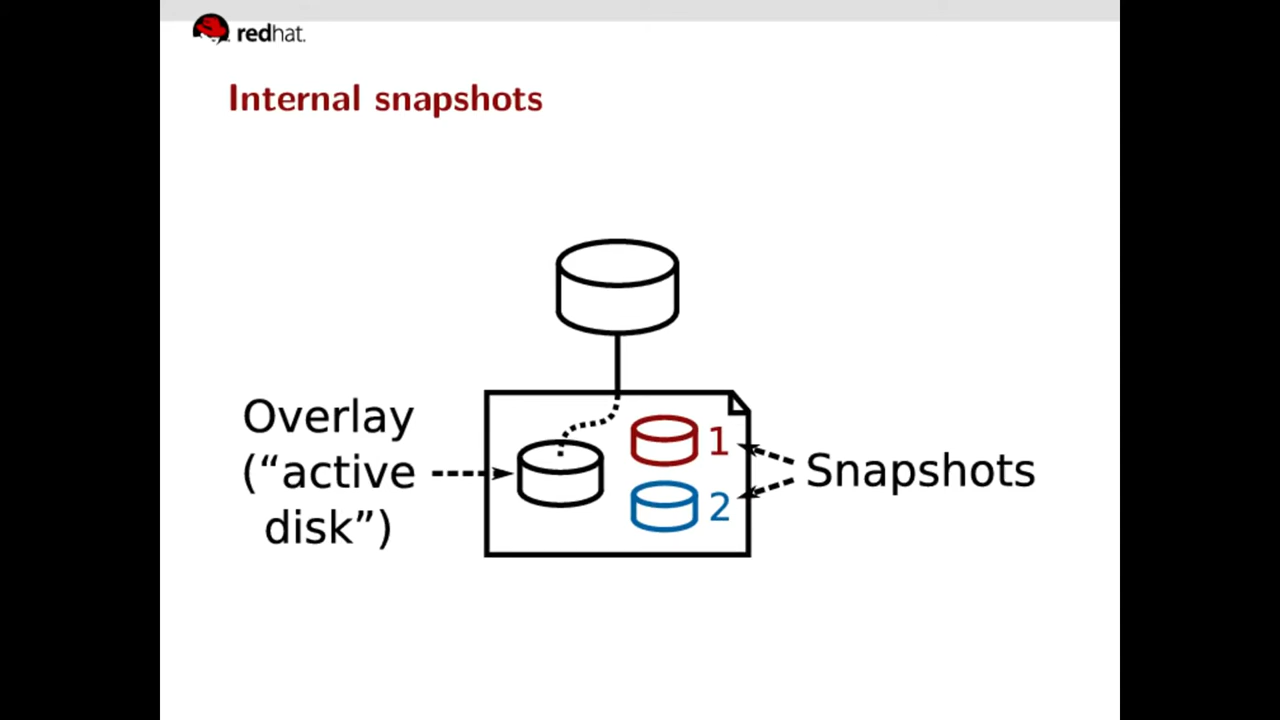 redhat.
Internal snapshots
Overlay
(“active
disk”)
1
2
Snapshots